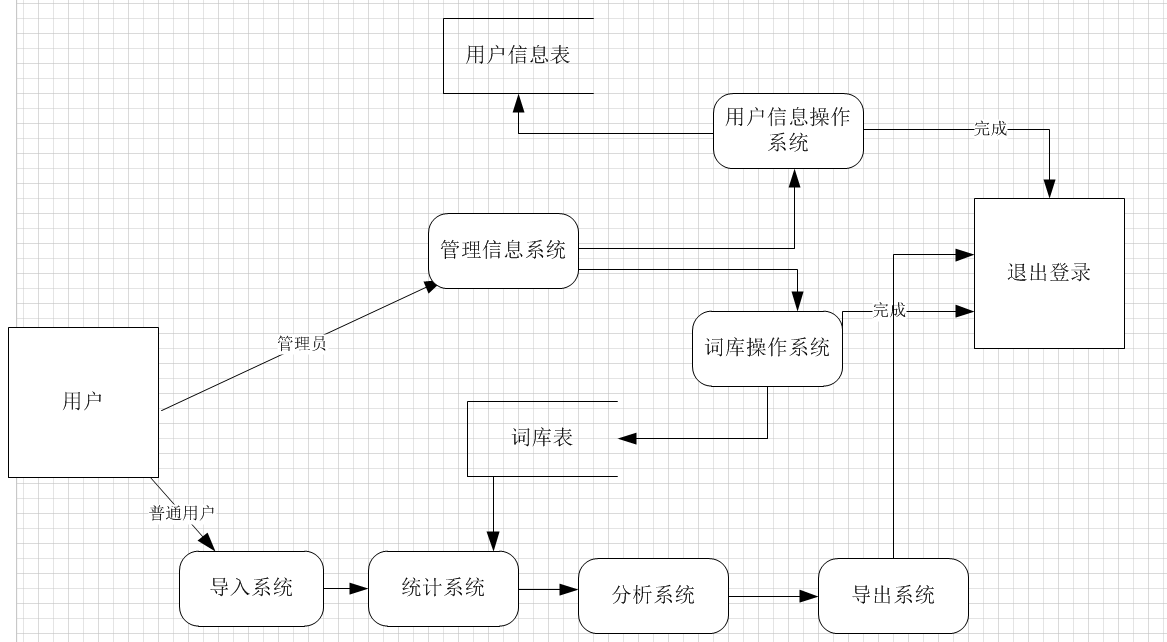 用户信息表
用户信息操作
系统
完成
管理信息系统
退出登录
完成
管理员
词库操作系统
用户
词库表
普通用户
导入系统
统计系统
分析系统
导出系统